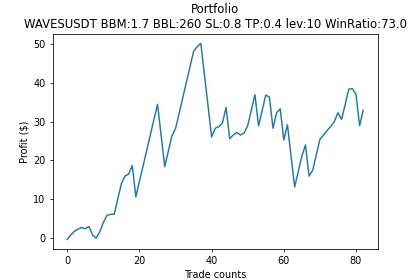 Portfolio
WAVESUSDT BBM:1.7 BBL:260 SL:0.8 TP:0.4 lev:10 WinRatio:73.0
Profit ($)
50
40
30
20
10
0
0
20
40
60
80
Trade counts